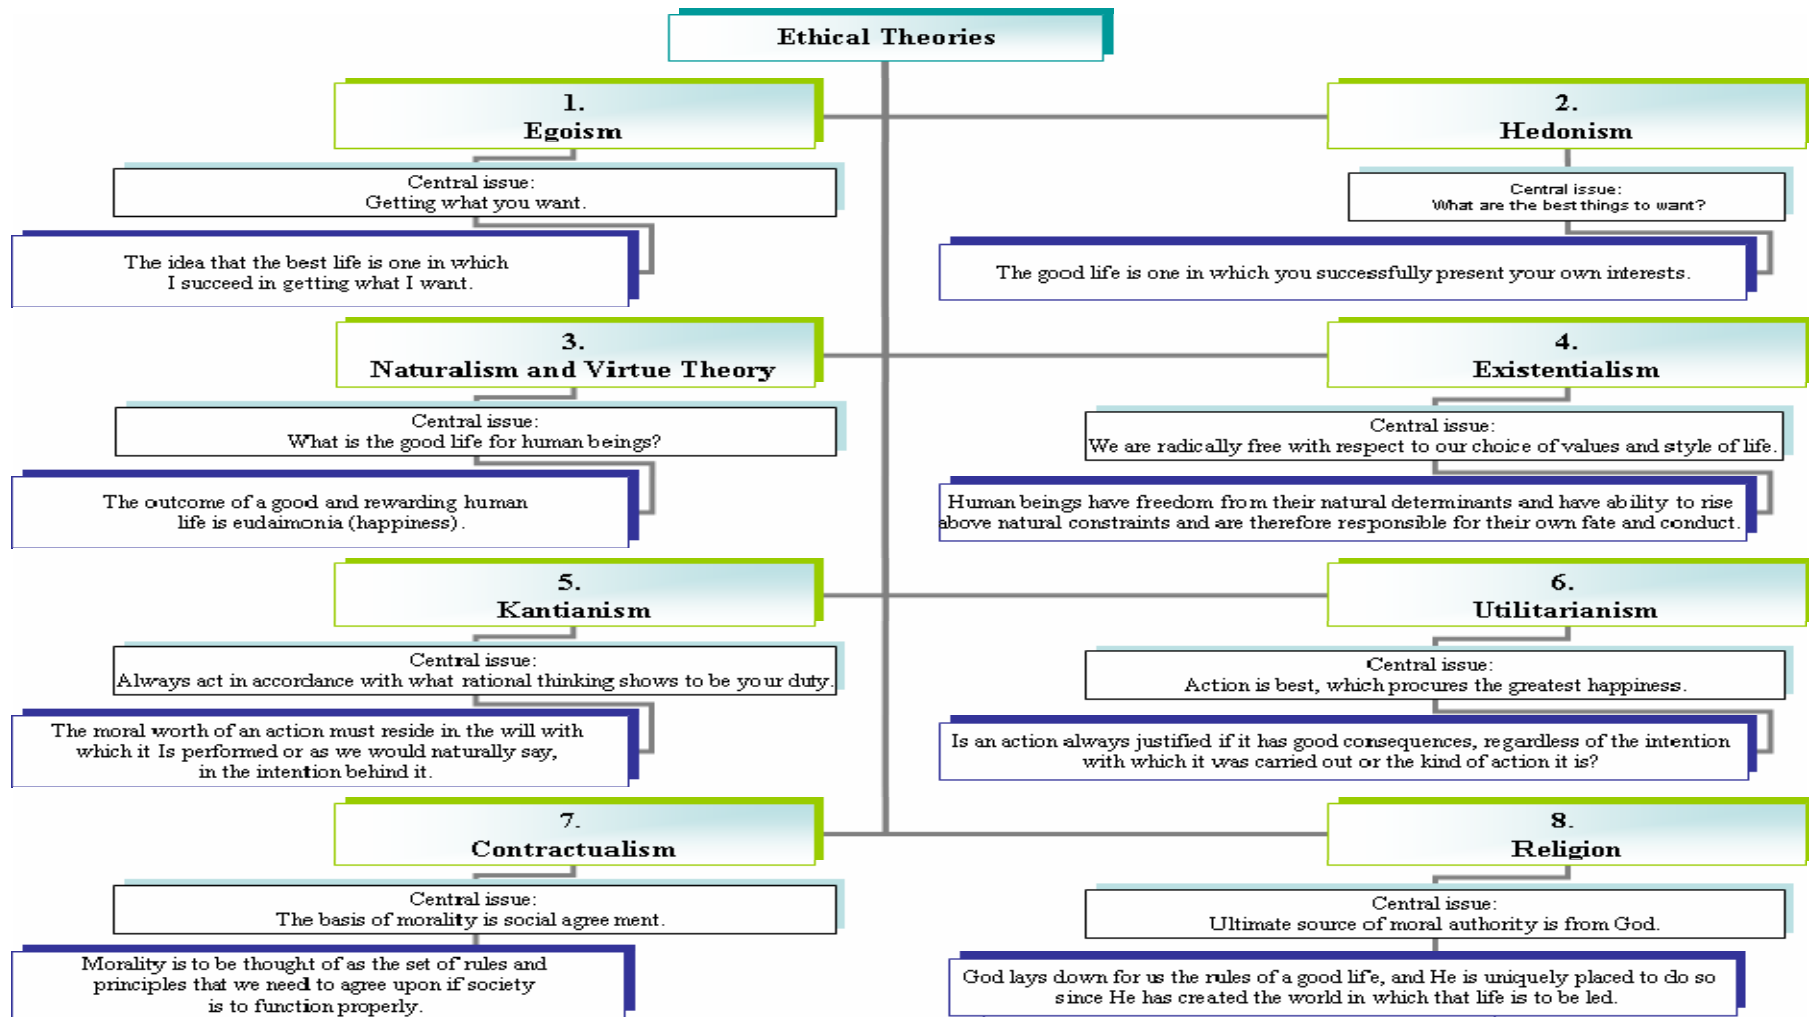 Ethical Theories
1.
Egoism
Central issue:
Getting what you want.
The idea that the best life is one in which
I succeed in getting what I want.
2.
Hedonism
Central issue:
What are the best things to want?
The good life is one in which you successfully present your own interests.
3.
Naturalism and Virtue Theory
Central issue:
What is the good life for human beings?
The outcome of a good and rewarding human
life is eudaimonia (happiness).
4.
Existentialism
Central issue:
We are radically free with respect to our choice of values and style of life.
Human beings have freedom from their natural determinants and have ability to rise
above natural constraints and are therefore responsible for their own fate and conduct.
5.
Kantianism
Central issue:
Always act in accordance with what rational thinking shows to be your duty.
The moral worth of an action must reside in the will with
which it Is performed or as we would naturally say,
in the intention behind it.
6.
Utilitarianism
Central issue:
Action is best, which procures the greatest happiness.
Is an action always justified if it has good consequences, regardless of the intention
with which it was carried out or the kind of action it is?
7.
Contractualism
Central issue:
The basis of morality is social agree ment.
Morality is to be thought of as the set of rules and
principles that we need to agree upon if society
is to function properly.
8.
Religion
Central issue:
Ultimate source of moral authority is from God.
God lays down for us the rules of a good life, and He is uniquely placed to do so
since He has created the world in which that life is to be led.